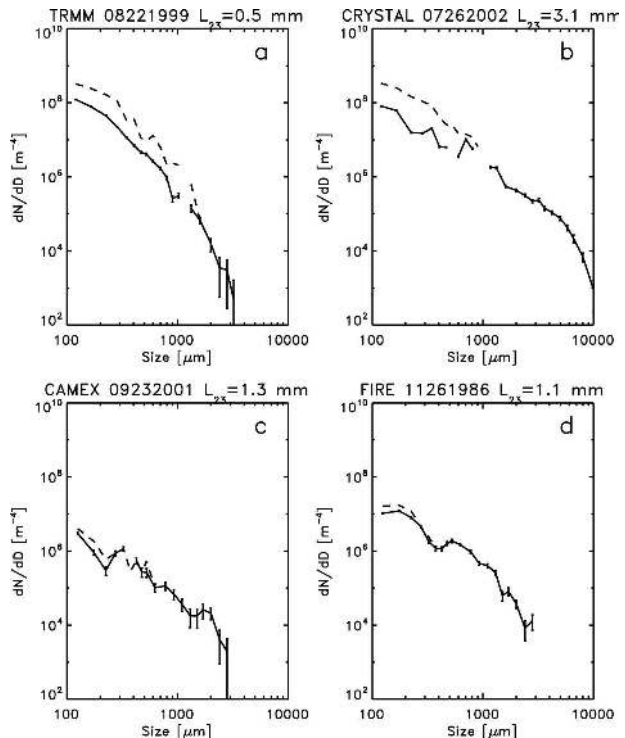 TRMM 08221999 L23=0.5 mm
a
dN/dD [m-4]
10^10
10^8
10^6
10^4
10^2
100
1000
10000
Size [μm]
CRYSTAL 07262002 L23=3.1 mm
b
dN/dD [m-4]
10^10
10^8
10^6
10^4
10^2
100
1000
10000
Size [μm]
CAMEX 09232001 L23=1.3 mm
c
dN/dD [m-4]
10^10
10^8
10^6
10^4
10^2
100
1000
10000
Size [μm]
FIRE 11261986 L23=1.1 mm
d
dN/dD [m-4]
10^10
10^8
10^6
10^4
10^2
100
1000
10000
Size [μm]